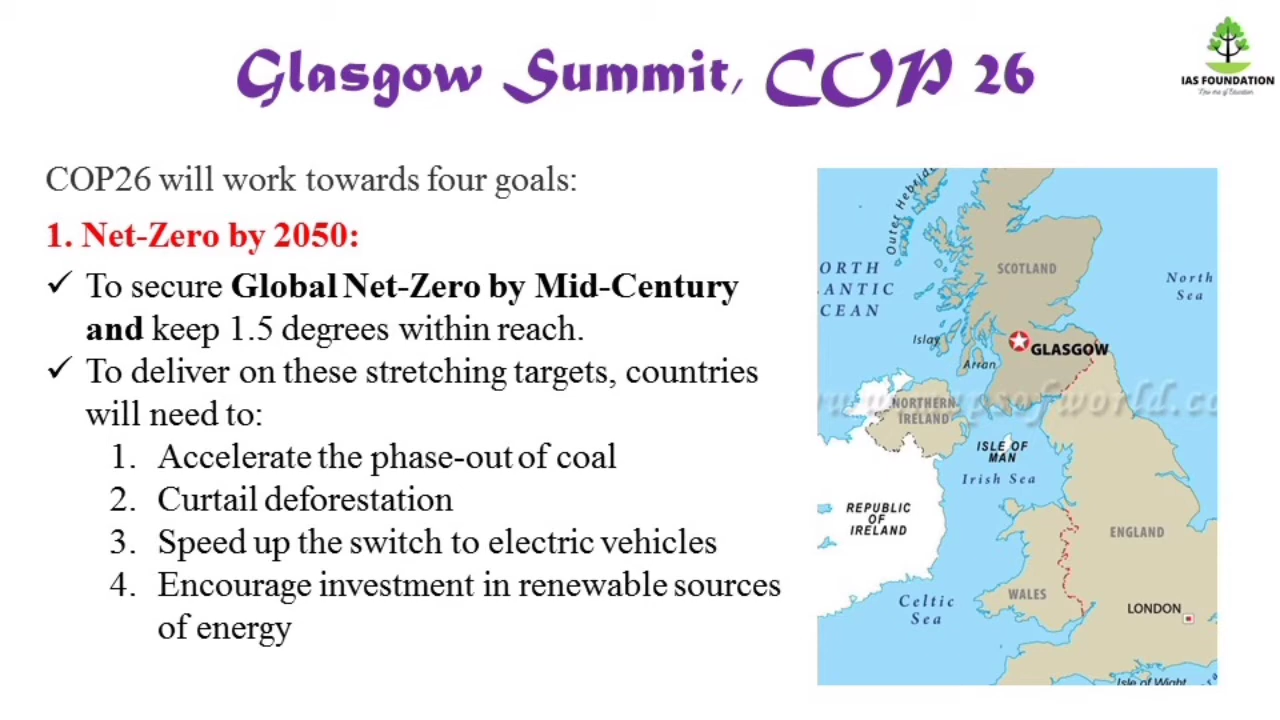 Glasgow Summit, COP 26
IAS FOUNDATION
COP26 will work towards four goals:
1. Net-Zero by 2050:
✓ To secure Global Net-Zero by Mid-Century
and keep 1.5 degrees within reach.
✓ To deliver on these stretching targets, countries
will need to:
1. Accelerate the phase-out of coal
2. Curtail deforestation
3. Speed up the switch to electric vehicles
4. Encourage investment in renewable sources
of energy
Outer Hebride
ORTH
ANTIC
CEAN
SCOTLAND
North
Sea
Islay
GLASGOW
Arran
NORTHERN
IRELAND
ISLE OF
MAN
Irish Sea
REPUBLIC
OF
IRELAND
ENGLAND
WALES
Celtic
Sea
LONDON
Isle of Wight